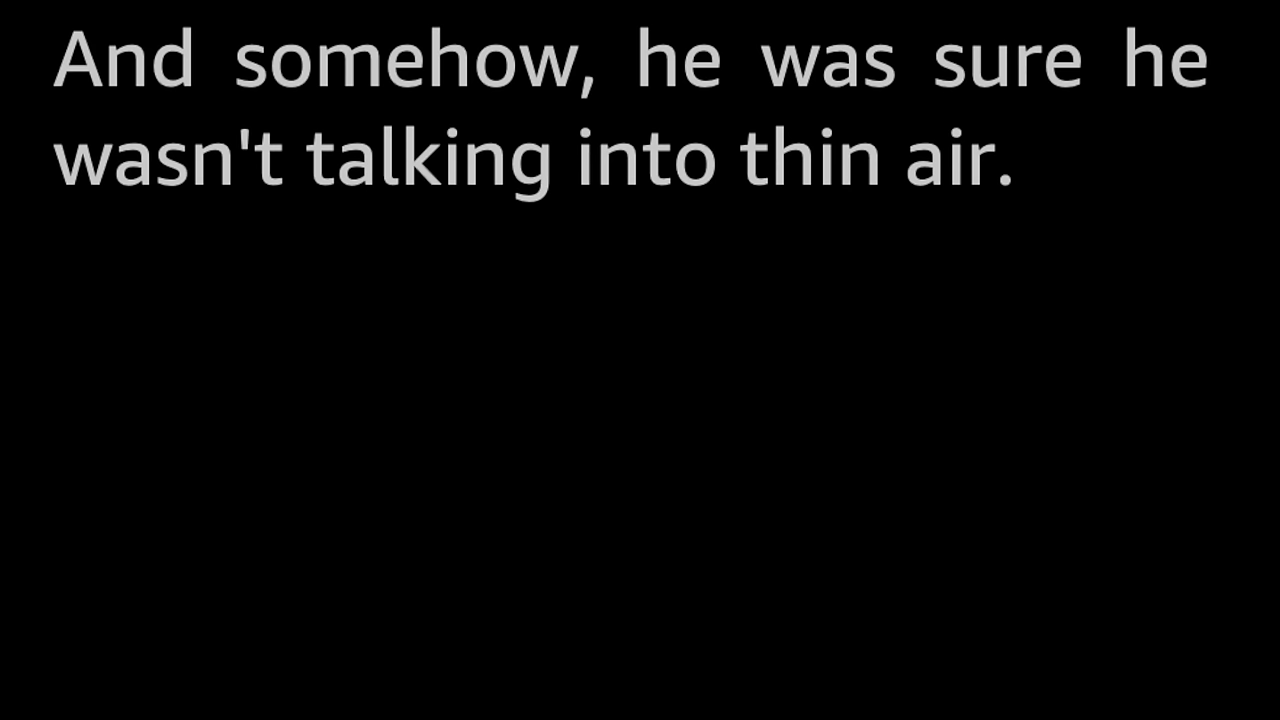 And somehow, he was sure he
wasn't talking into thin air.